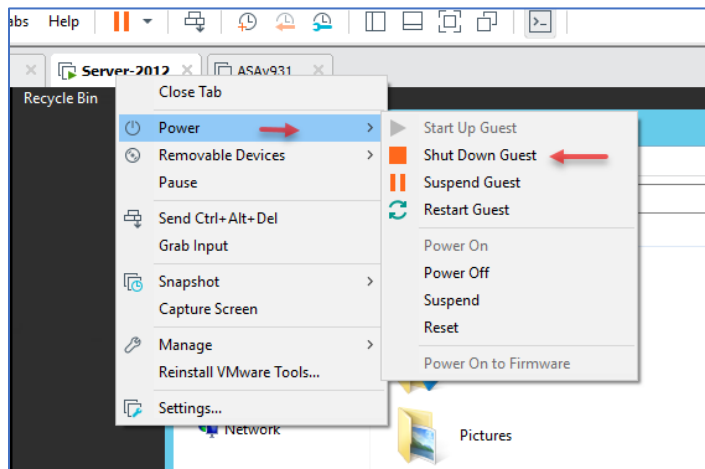 abs Help
Server-2012 ASAv931
Recycle Bin
Close Tab
Power
Removable Devices
Pause
Send Ctrl+Alt+Del
Grab Input
Snapshot
Capture Screen
Manage
Reinstall VMware Tools...
Settings...
Start Up Guest
Shut Down Guest
Suspend Guest
Restart Guest
Power On
Power Off
Suspend
Reset
Power On to Firmware
Network
Pictures